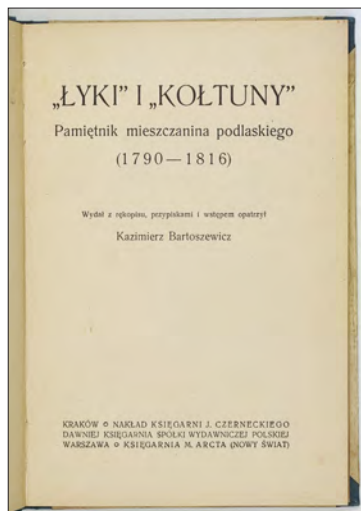 „ŁYKI” I „KOŁTUNY”
Pamiętnik mieszczanina podlaskiego
(1790—1816)
Wydał z rękopisu, przypiskami i wstępem opatrzył
Kazimierz Bartoszewicz
KRAKÓW o NAKŁAD KSIĘGARNI J. CZERNECKIEGO
DAWNIEJ KSIĘGARNIA SPÓŁKI WYDAWNICZEJ POLSKIEJ
WARSZAWA o KSIĘGARNIA M. ARCTA (NOWY ŚWIAT)